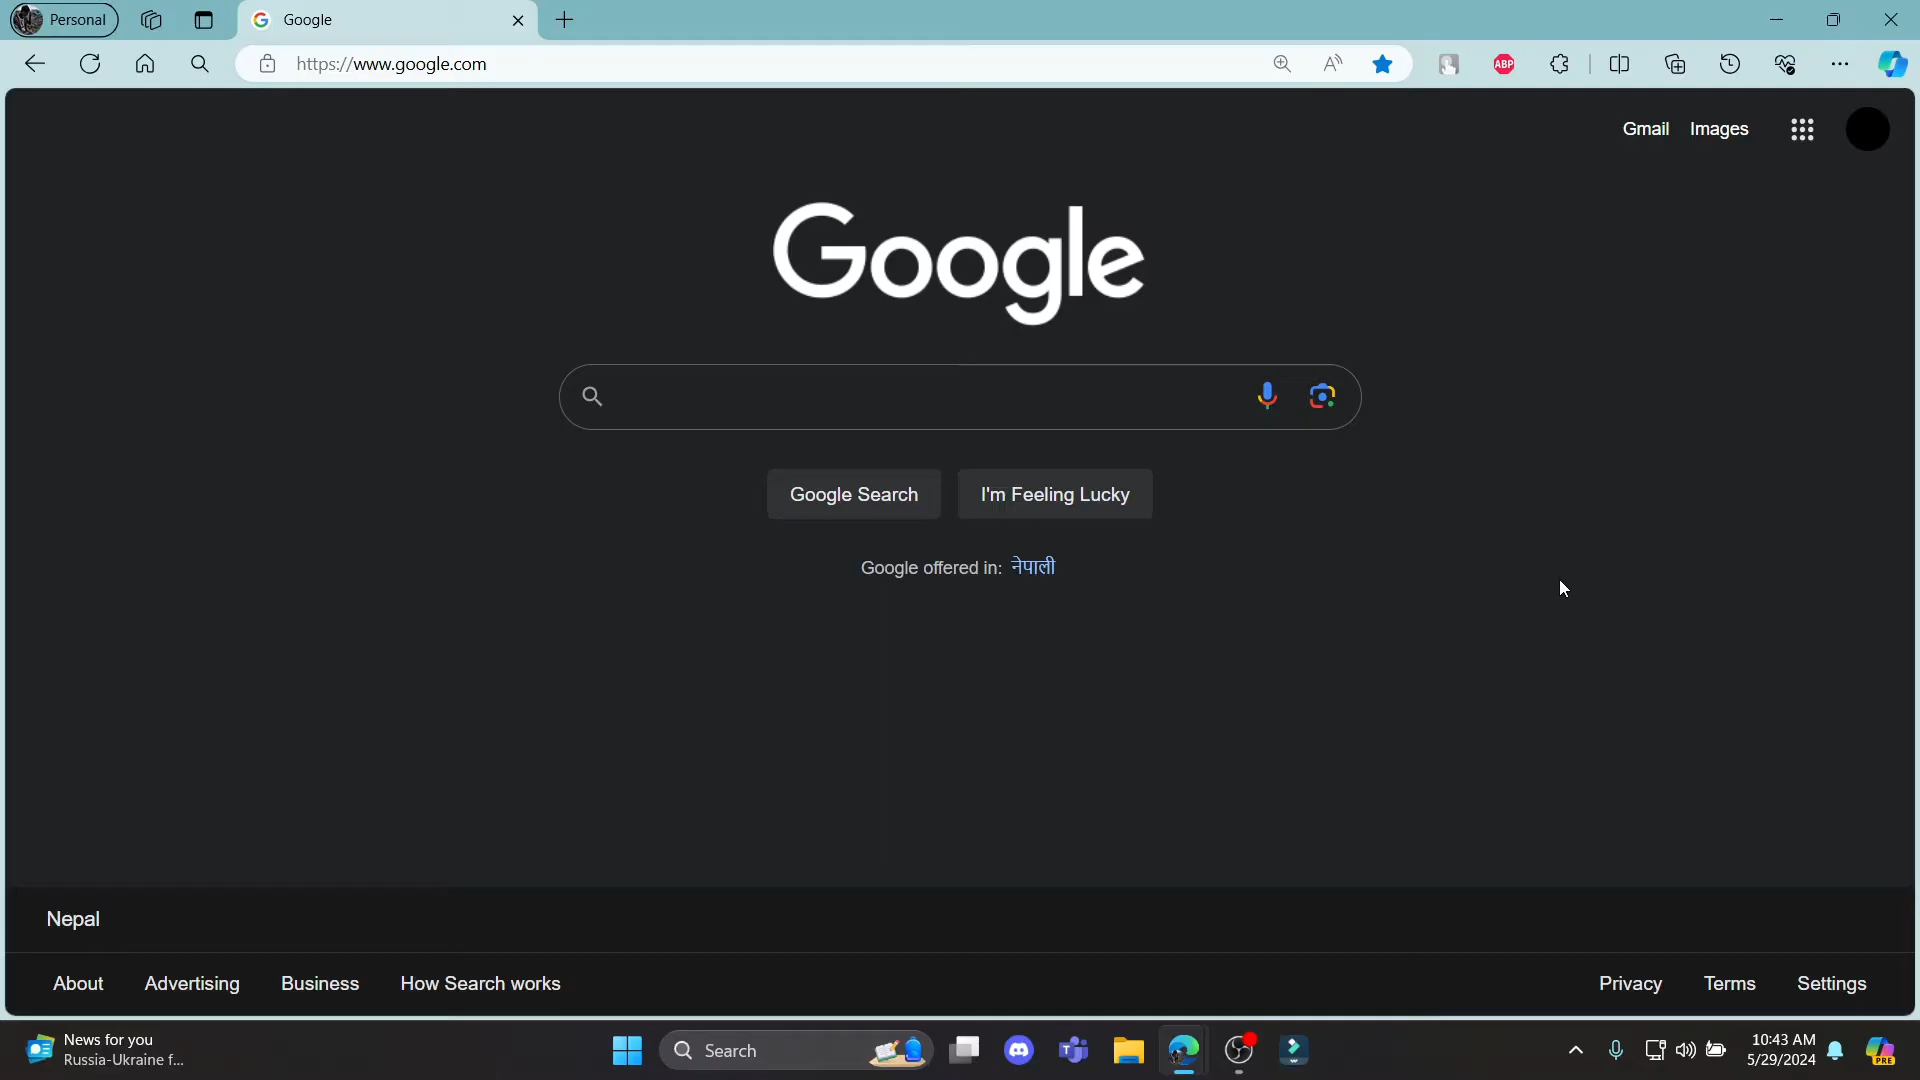 Personal
Google
https://www.google.com
ABP
Gmail Images
Google
Google Search I'm Feeling Lucky
Google offered in: नेपाली
Nepal
About Advertising Business How Search works Privacy Terms Settings
News for you
Russia-Ukraine f...
Search
10:43 AM
5/29/2024
PRE